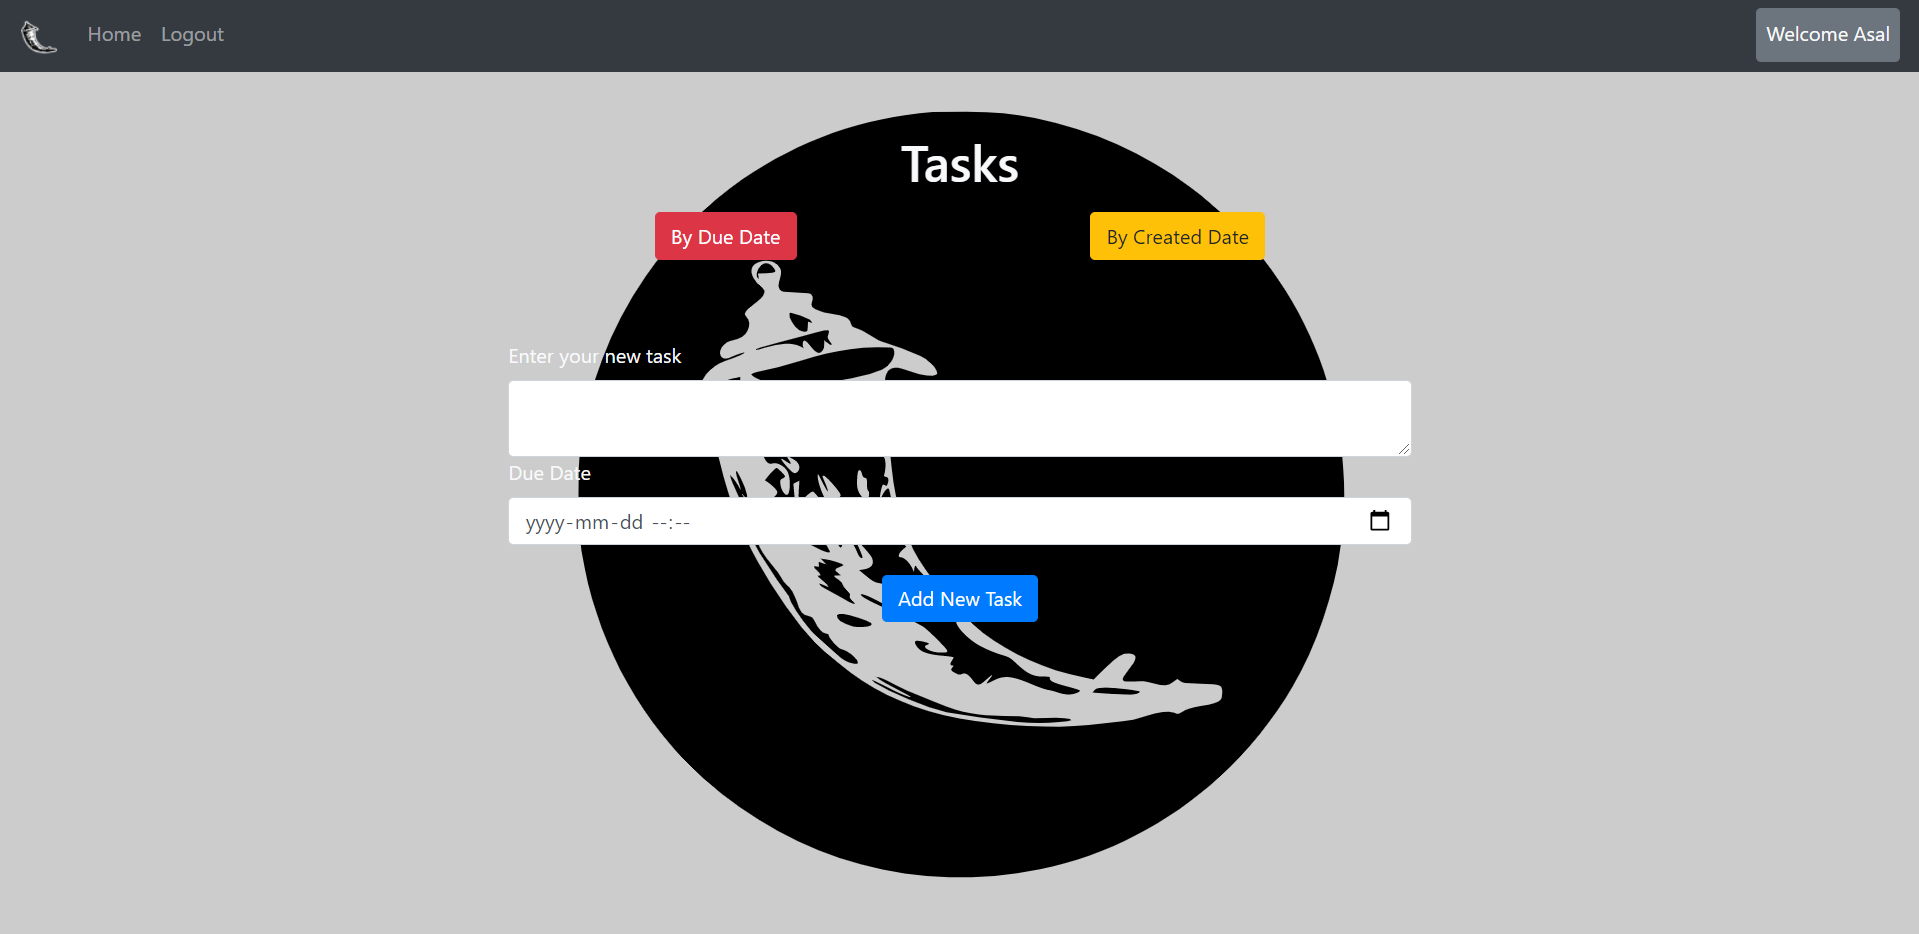 Home Logout Welcome Asal
Tasks
By Due Date By Created Date
Enter your new task
Due Date
yyyy-mm-dd --:--
Add New Task